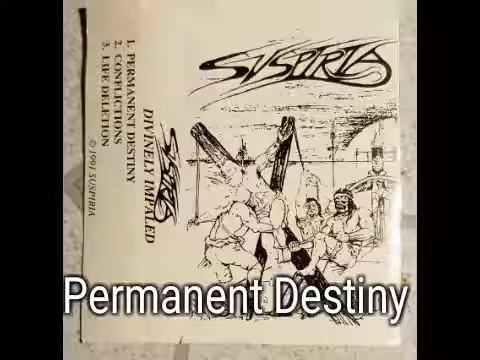 SUSPIRIA
SUSPIRIA
DIVINELY IMPALED
1. PERMANENT DESTINY
2. CONFLICTIONS
3. LIFE DELETION
© 1991 SUSPIRIA
Permanent Destiny